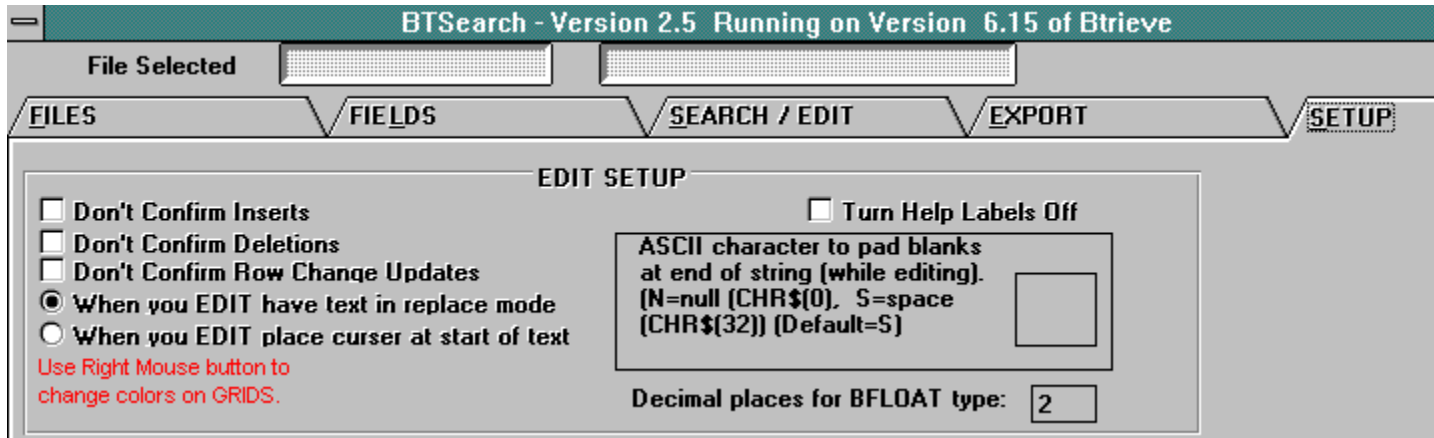 BTSearch - Version 2.5 Running on Version 6.15 of Btrieve
File Selected
FILES
FIELDS
SEARCH / EDIT
EXPORT
SETUP
EDIT SETUP
Don't Confirm Inserts
Don't Confirm Deletions
Don't Confirm Row Change Updates
When you EDIT have text in replace mode
When you EDIT place curser at start of text
Use Right Mouse button to
change colors on GRIDS.
Turn Help Labels Off
ASCII character to pad blanks
at end of string (while editing).
(N=null (CHR$(0), S=space
(CHR$(32)) (Default=S)
Decimal places for BFLOAT type: 2